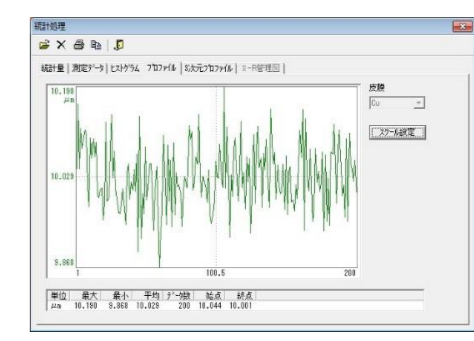 統計処理
統計量 測定データ ヒストグラム プロファイル 3次元プロファイル X-R管理図
皮膜
Cu
スケール設定
10.190
μm
10.029
9.868
1 100.5 200
単位 最大 最小 平均 データ数 始点 終点
μm 10.190 9.868 10.029 200 10.044 10.001